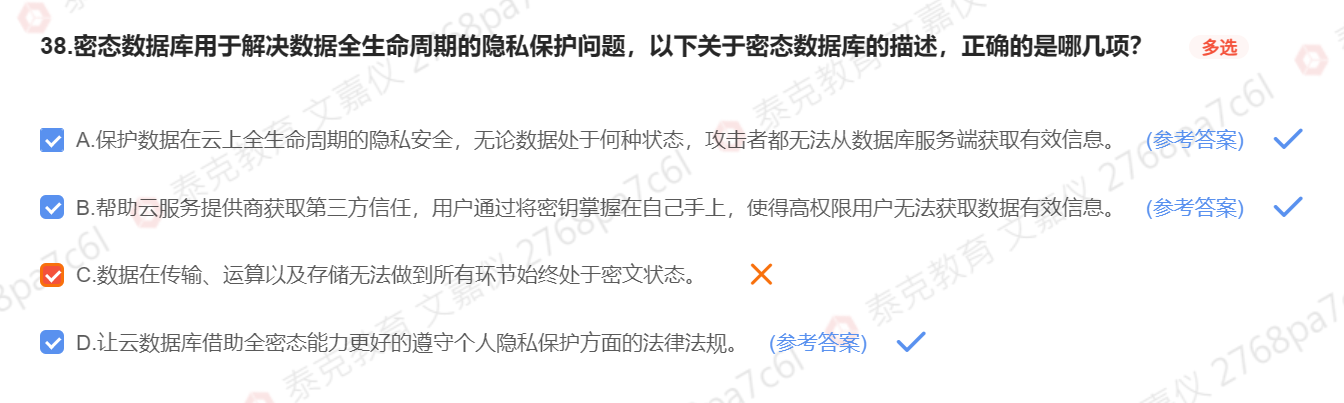 38.密态数据库用于解决数据全生命周期的隐私保护问题，以下关于密态数据库的描述，正确的是哪几项？ 多选
A.保护数据在云上全生命周期的隐私安全，无论数据处于何种状态，攻击者都无法从数据库服务端获取有效信息。 (参考答案)
B.帮助云服务提供商获取第三方信任，用户通过将密钥掌握在自己手上，使得高权限用户无法获取数据有效信息。 (参考答案)
C.数据在传输、运算以及存储无法做到所有环节始终处于密文状态。
D.让云数据库借助全密态能力更好的遵守个人隐私保护方面的法律法规。 (参考答案)
泰克教育 文嘉仪 2768pa7c6l